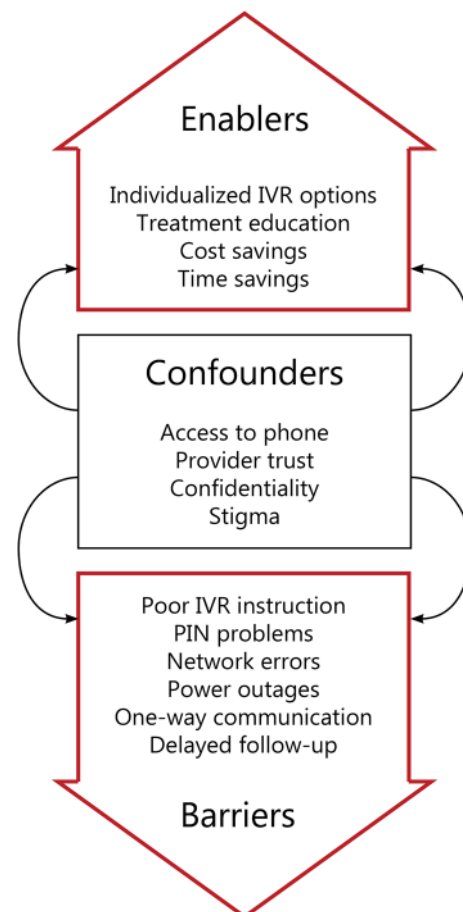 Enablers
Individualized IVR options
Treatment education
Cost savings
Time savings
Confounders
Access to phone
Provider trust
Confidentiality
Stigma
Poor IVR instruction
PIN problems
Network errors
Power outages
One-way communication
Delayed follow-up
Barriers